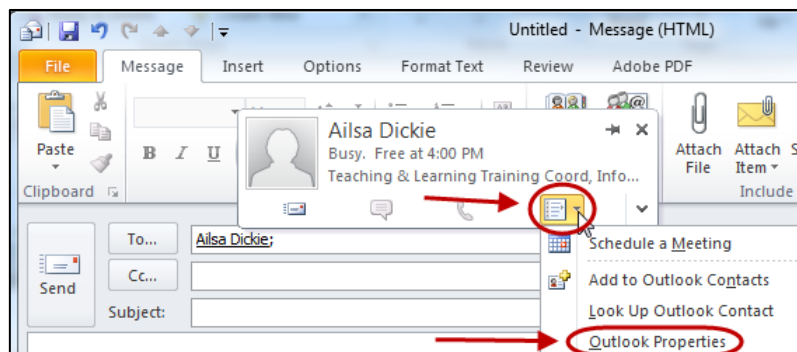 Untitled - Message (HTML)
File Message Insert Options Format Text Review Adobe PDF
Paste
B I U
Clipboard
Attach File
Attach Item
Include
Ailsa Dickie
Busy. Free at 4:00 PM
Teaching & Learning Training Coord, Info...
Send
To... Ailsa Dickie;
Cc...
Subject:
Schedule a Meeting
Add to Outlook Contacts
Look Up Outlook Contact
Outlook Properties